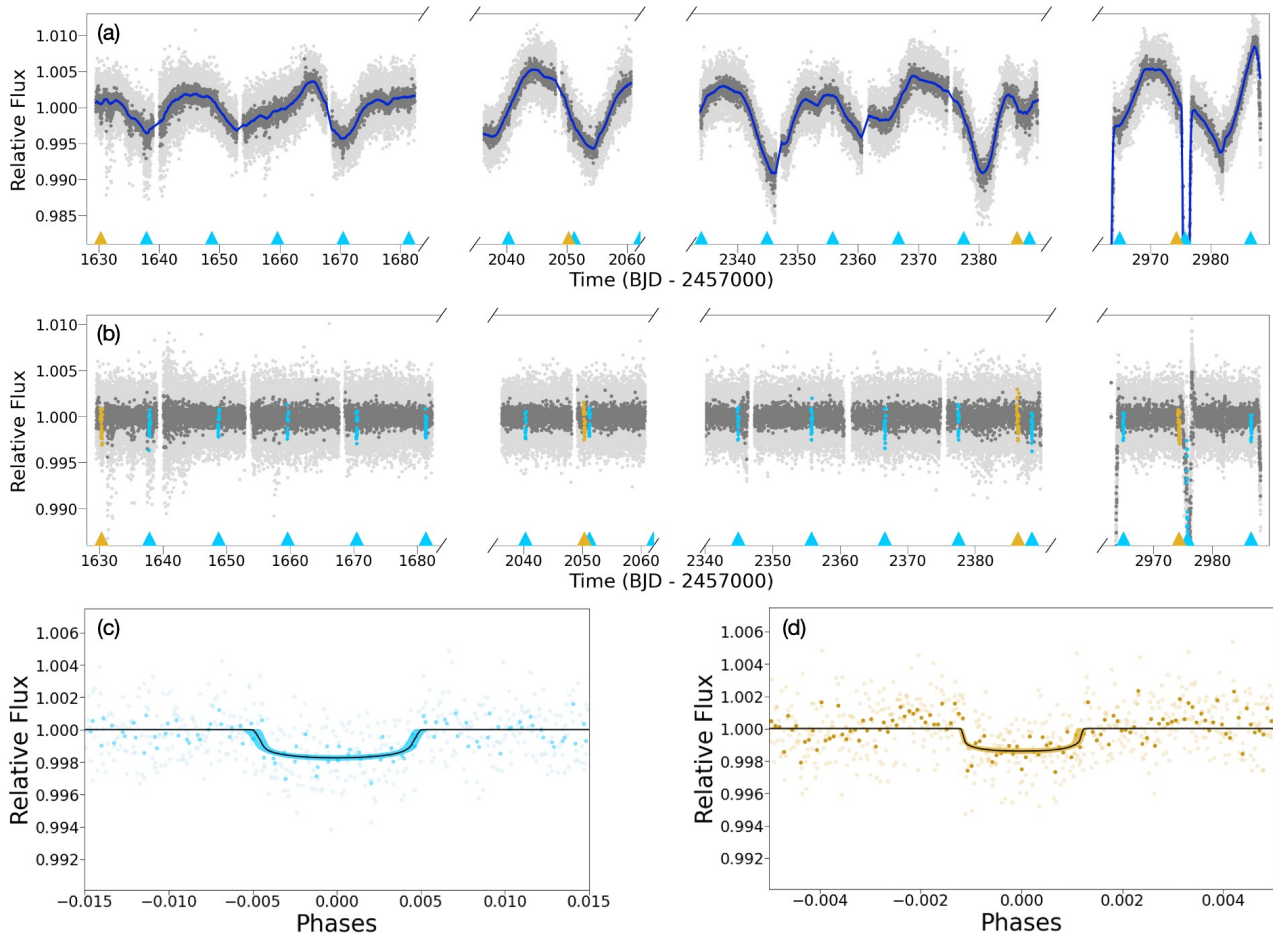 (a)
Relative Flux
1.010
1.005
1.000
0.995
0.990
0.985
1630 1640 1650 1660 1670 1680 2040 2050 2060 2340 2350 2360 2370 2380 2970 2980
Time (BJD - 2457000)
(b)
Relative Flux
1.010
1.005
1.000
0.995
0.990
1630 1640 1650 1660 1670 1680 2040 2050 2060 2340 2350 2360 2370 2380 2970 2980
Time (BJD - 2457000)
(c)
Relative Flux
1.006
1.004
1.002
1.000
0.998
0.996
0.994
0.992
−0.015 −0.010 −0.005 0.000 0.005 0.010 0.015
Phases
(d)
Relative Flux
1.006
1.004
1.002
1.000
0.998
0.996
0.994
0.992
−0.004 −0.002 0.000 0.002 0.004
Phases